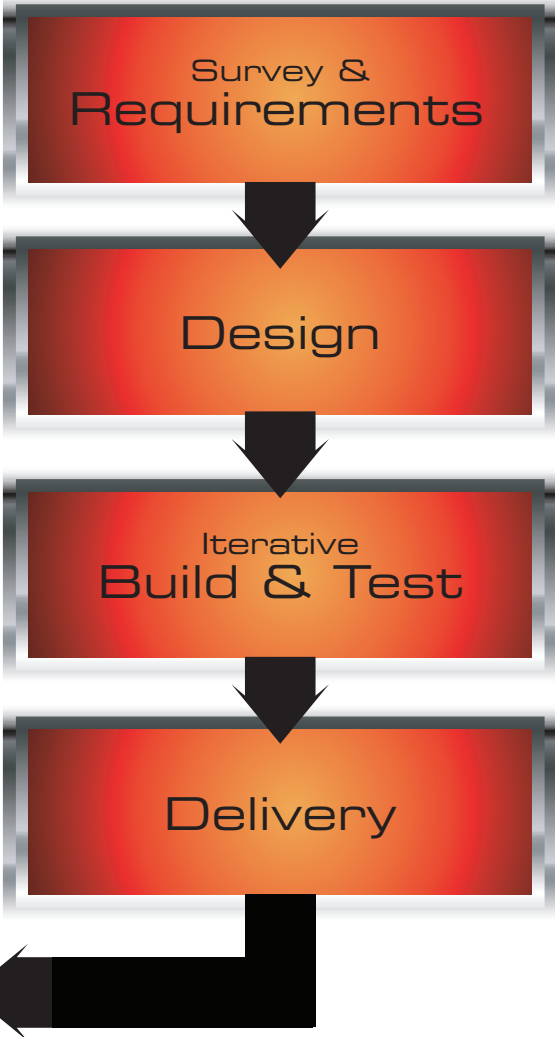 Survey &
Requirements
Design
Iterative
Build & Test
Delivery